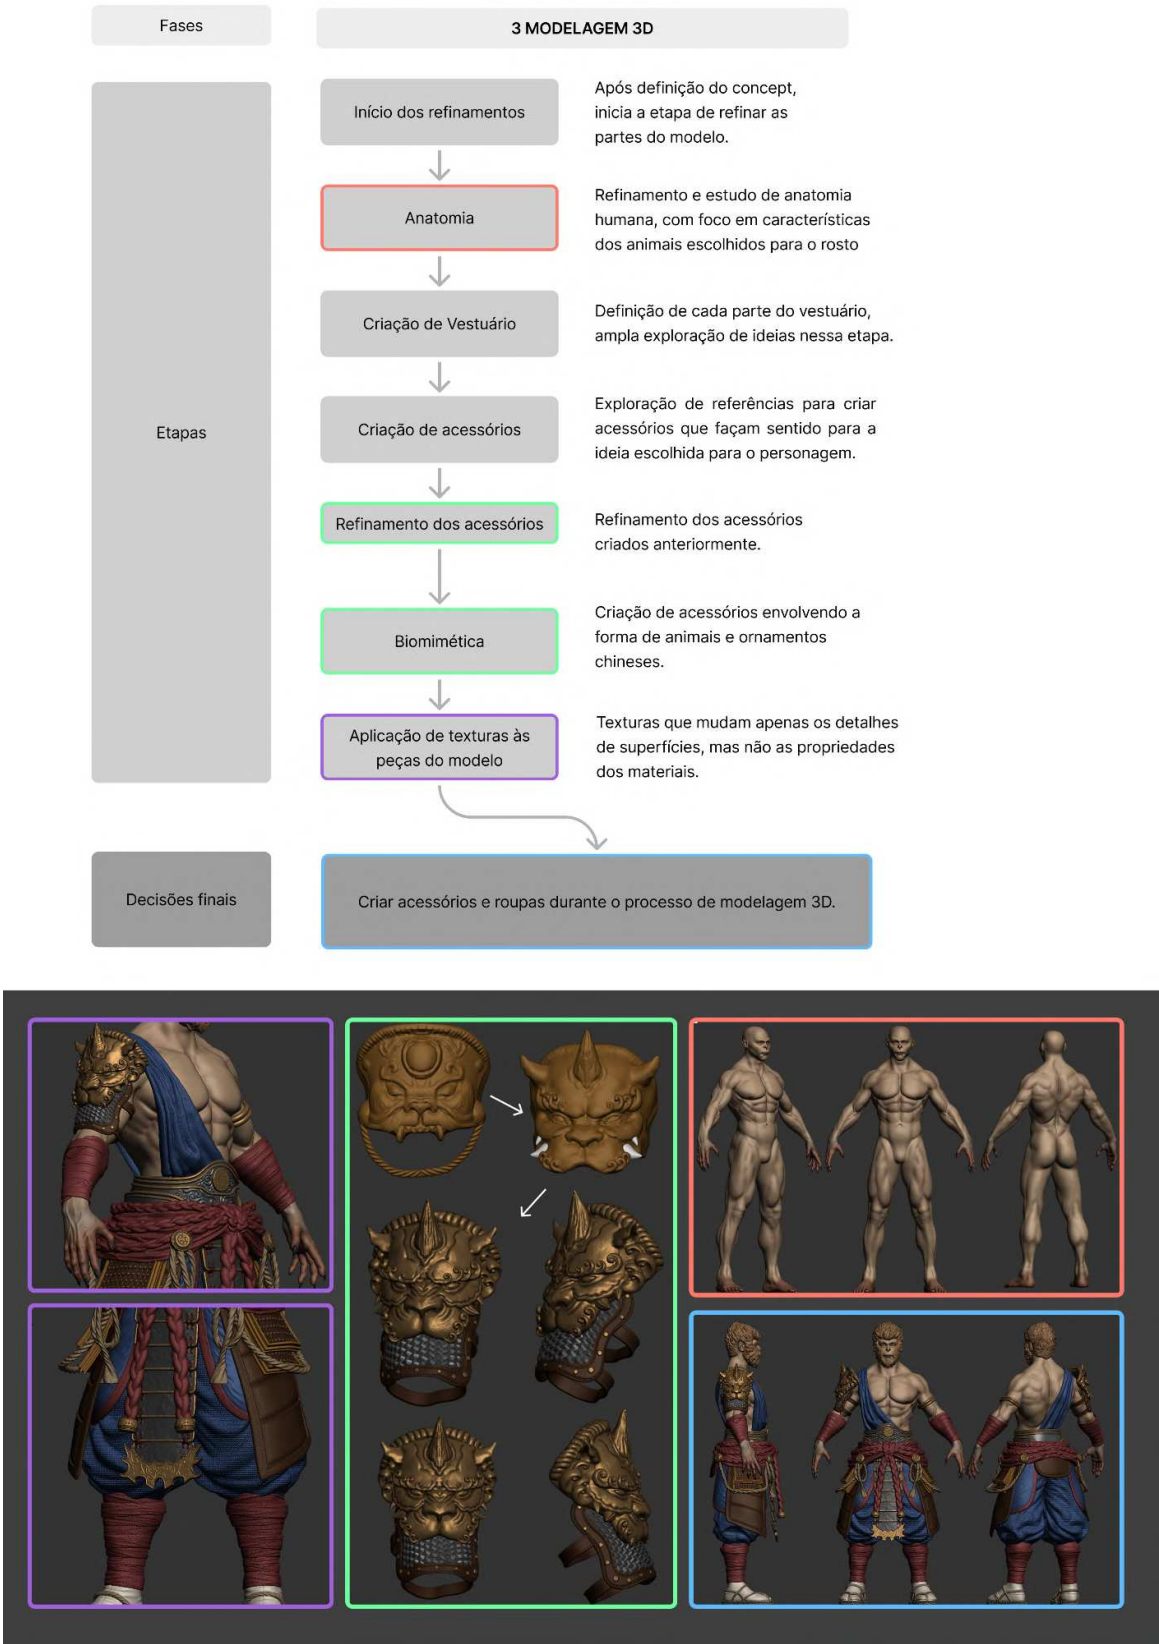 Fases
3 MODELAGEM 3D
Início dos refinamentos
Após definição do concept,
inicia a etapa de refinar as
partes do modelo.
Anatomia
Refinamento e estudo de anatomia
humana, com foco em características
dos animais escolhidos para o rosto
Criação de Vestuário
Definição de cada parte do vestuário,
ampla exploração de ideias nessa etapa.
Etapas
Criação de acessórios
Exploração de referências para criar
acessórios que façam sentido para a
ideia escolhida para o personagem.
Refinamento dos acessórios
Refinamento dos acessórios
criados anteriormente.
Biomimética
Criação de acessórios envolvendo a
forma de animais e ornamentos
chineses.
Aplicação de texturas às
peças do modelo
Texturas que mudam apenas os detalhes
de superfícies, mas não as propriedades
dos materiais.
Decisões finais
Criar acessórios e roupas durante o processo de modelagem 3D.